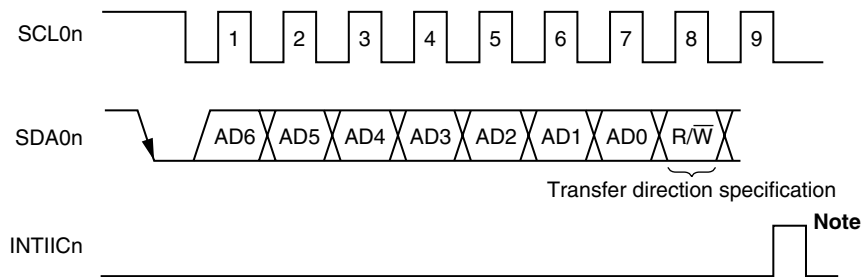 SCL0n 1 2 3 4 5 6 7 8 9
SDA0n AD6 AD5 AD4 AD3 AD2 AD1 AD0 R/W̅
Transfer direction specification
Note
INTIICn